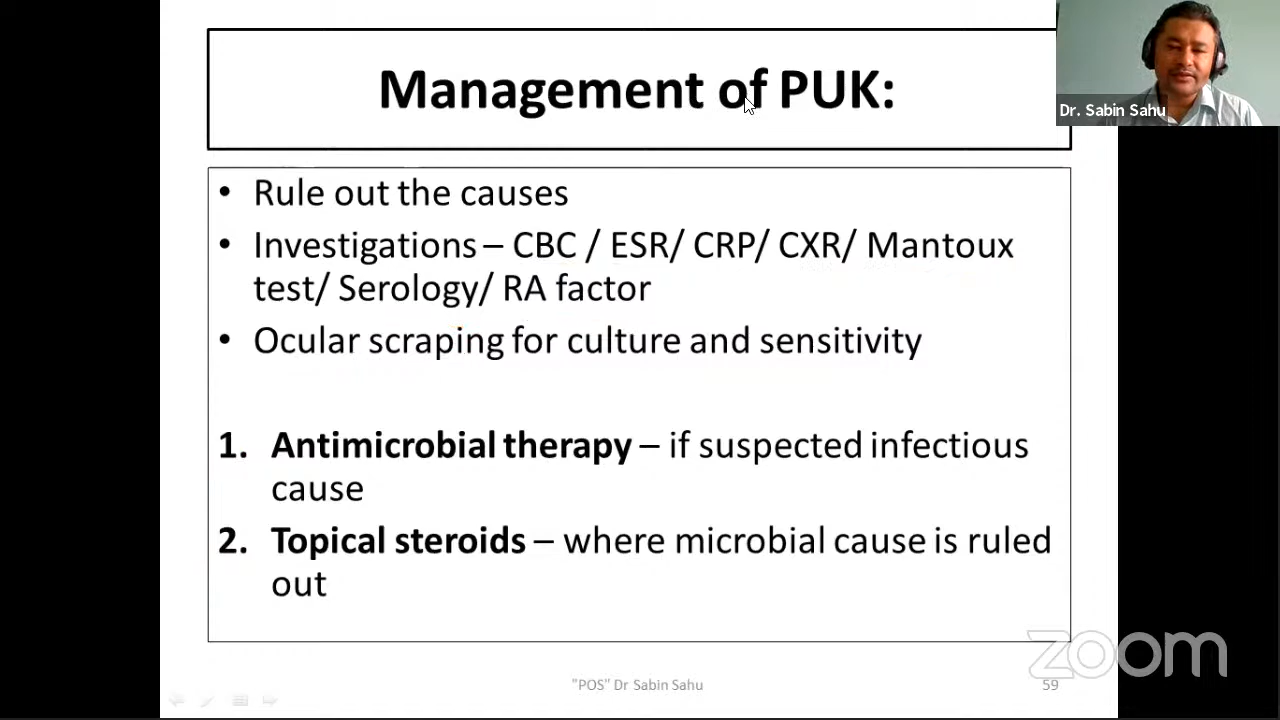 Management of PUK:
Dr. Sabin Sahu
• Rule out the causes
• Investigations – CBC / ESR/ CRP/ CXR/ Mantoux
test/ Serology/ RA factor
• Ocular scraping for culture and sensitivity
1. Antimicrobial therapy – if suspected infectious
cause
2. Topical steroids – where microbial cause is ruled
out
zoom
"POS" Dr Sabin Sahu
59